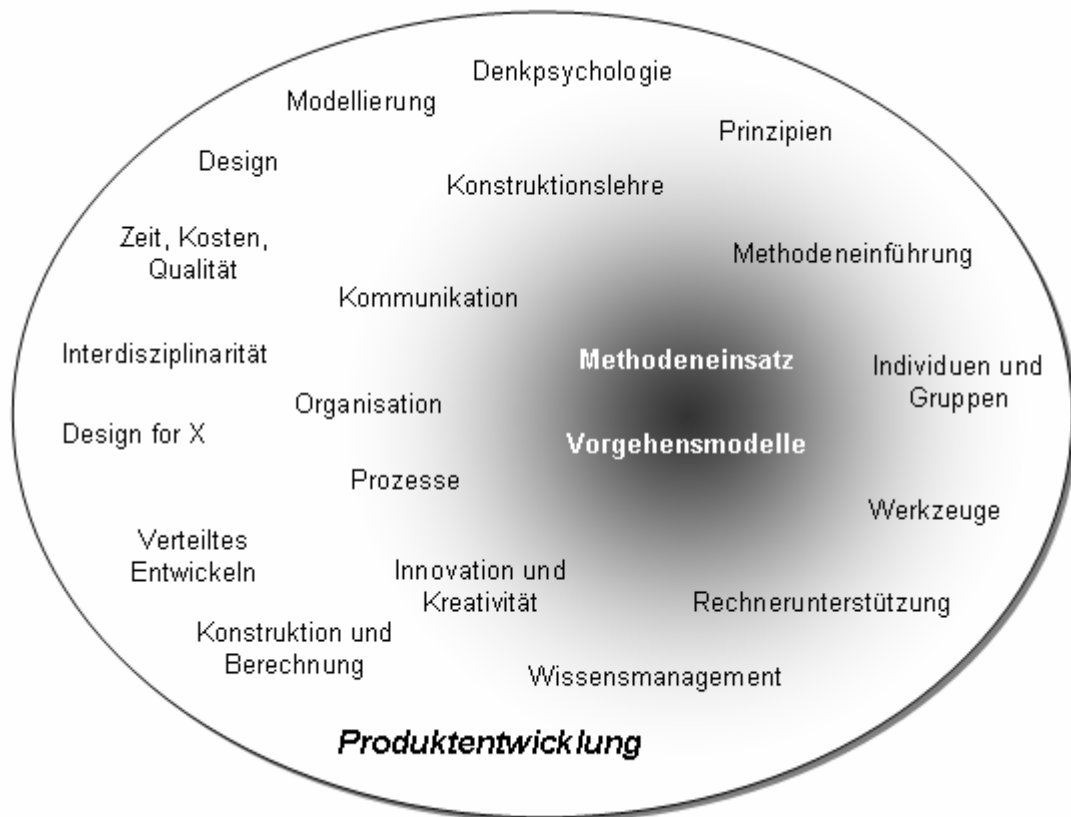 Denkpsychologie
Modellierung
Prinzipien
Design
Konstruktionslehre
Zeit, Kosten,
Qualität
Methodeneinführung
Kommunikation
Interdisziplinarität
Methodeneinsatz
Individuen und
Gruppen
Organisation
Design for X
Vorgehensmodelle
Prozesse
Werkzeuge
Verteiltes
Entwickeln
Innovation und
Kreativität
Rechnerunterstützung
Konstruktion und
Berechnung
Wissensmanagement
Produktentwicklung